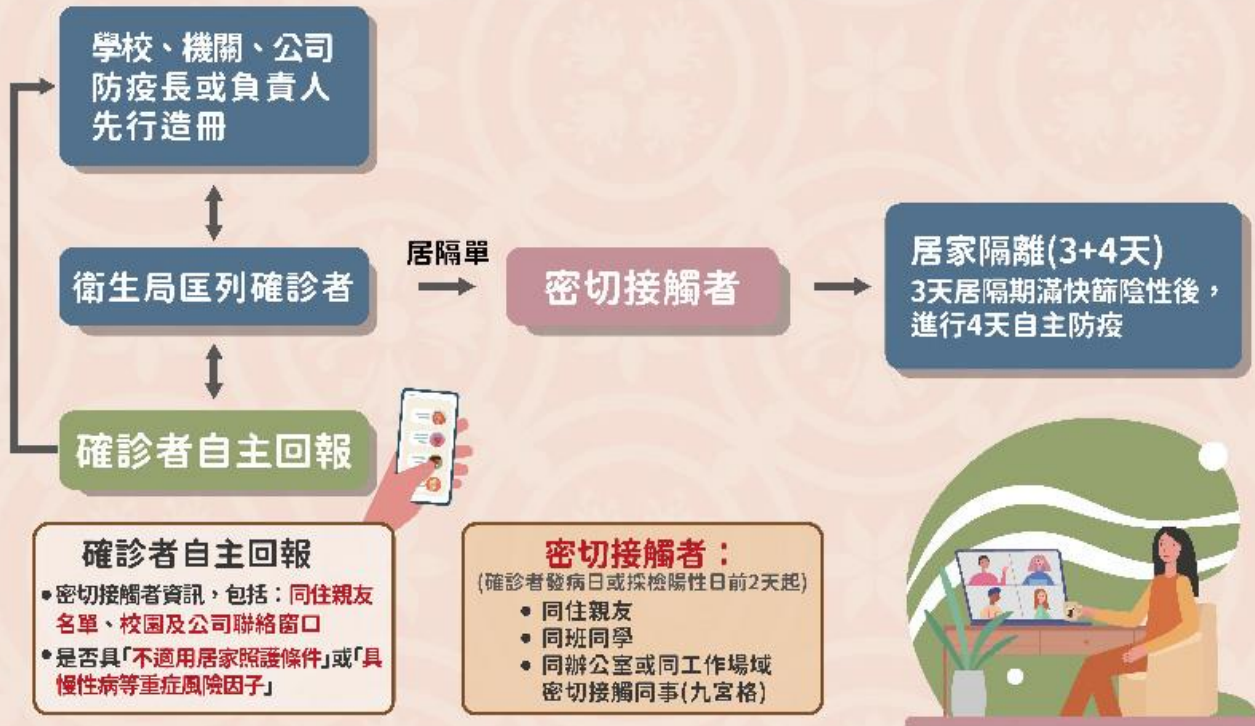 學校、機關、公司
防疫長或負責人
先行造冊
衛生局匡列確診者
居隔單
密切接觸者
居家隔離(3+4天)
3天居隔期滿快篩陰性後，
進行4天自主防疫
確診者自主回報
確診者自主回報
•密切接觸者資訊，包括：同住親友
名單、校園及公司聯絡窗口
•是否具「不適用居家照護條件」或「具
慢性病等重症風險因子」
密切接觸者：
(確診者發病日或採檢陽性日前2天起)
• 同住親友
• 同班同學
• 同辦公室或同工作場域
密切接觸同事(九宮格)